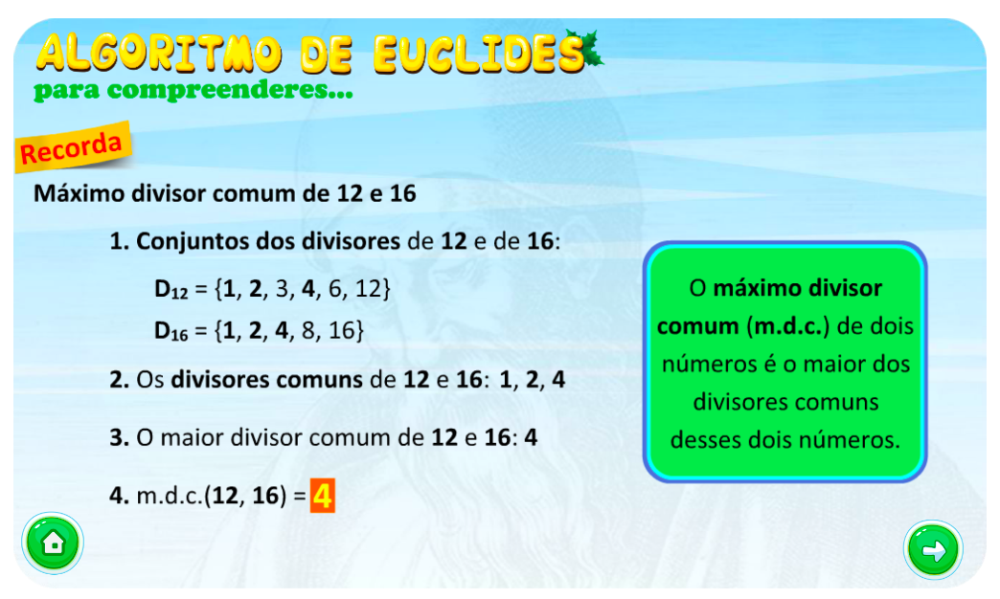 ALGORITMO DE EUCLIDES
para compreenderes...
Recorda
Máximo divisor comum de 12 e 16
1. Conjuntos dos divisores de 12 e de 16:
D₁₂ = {1, 2, 3, 4, 6, 12}
D₁₆ = {1, 2, 4, 8, 16}
2. Os divisores comuns de 12 e 16: 1, 2, 4
3. O maior divisor comum de 12 e 16: 4
4. m.d.c.(12, 16) = 4
O máximo divisor
comum (m.d.c.) de dois
números é o maior dos
divisores comuns
desses dois números.